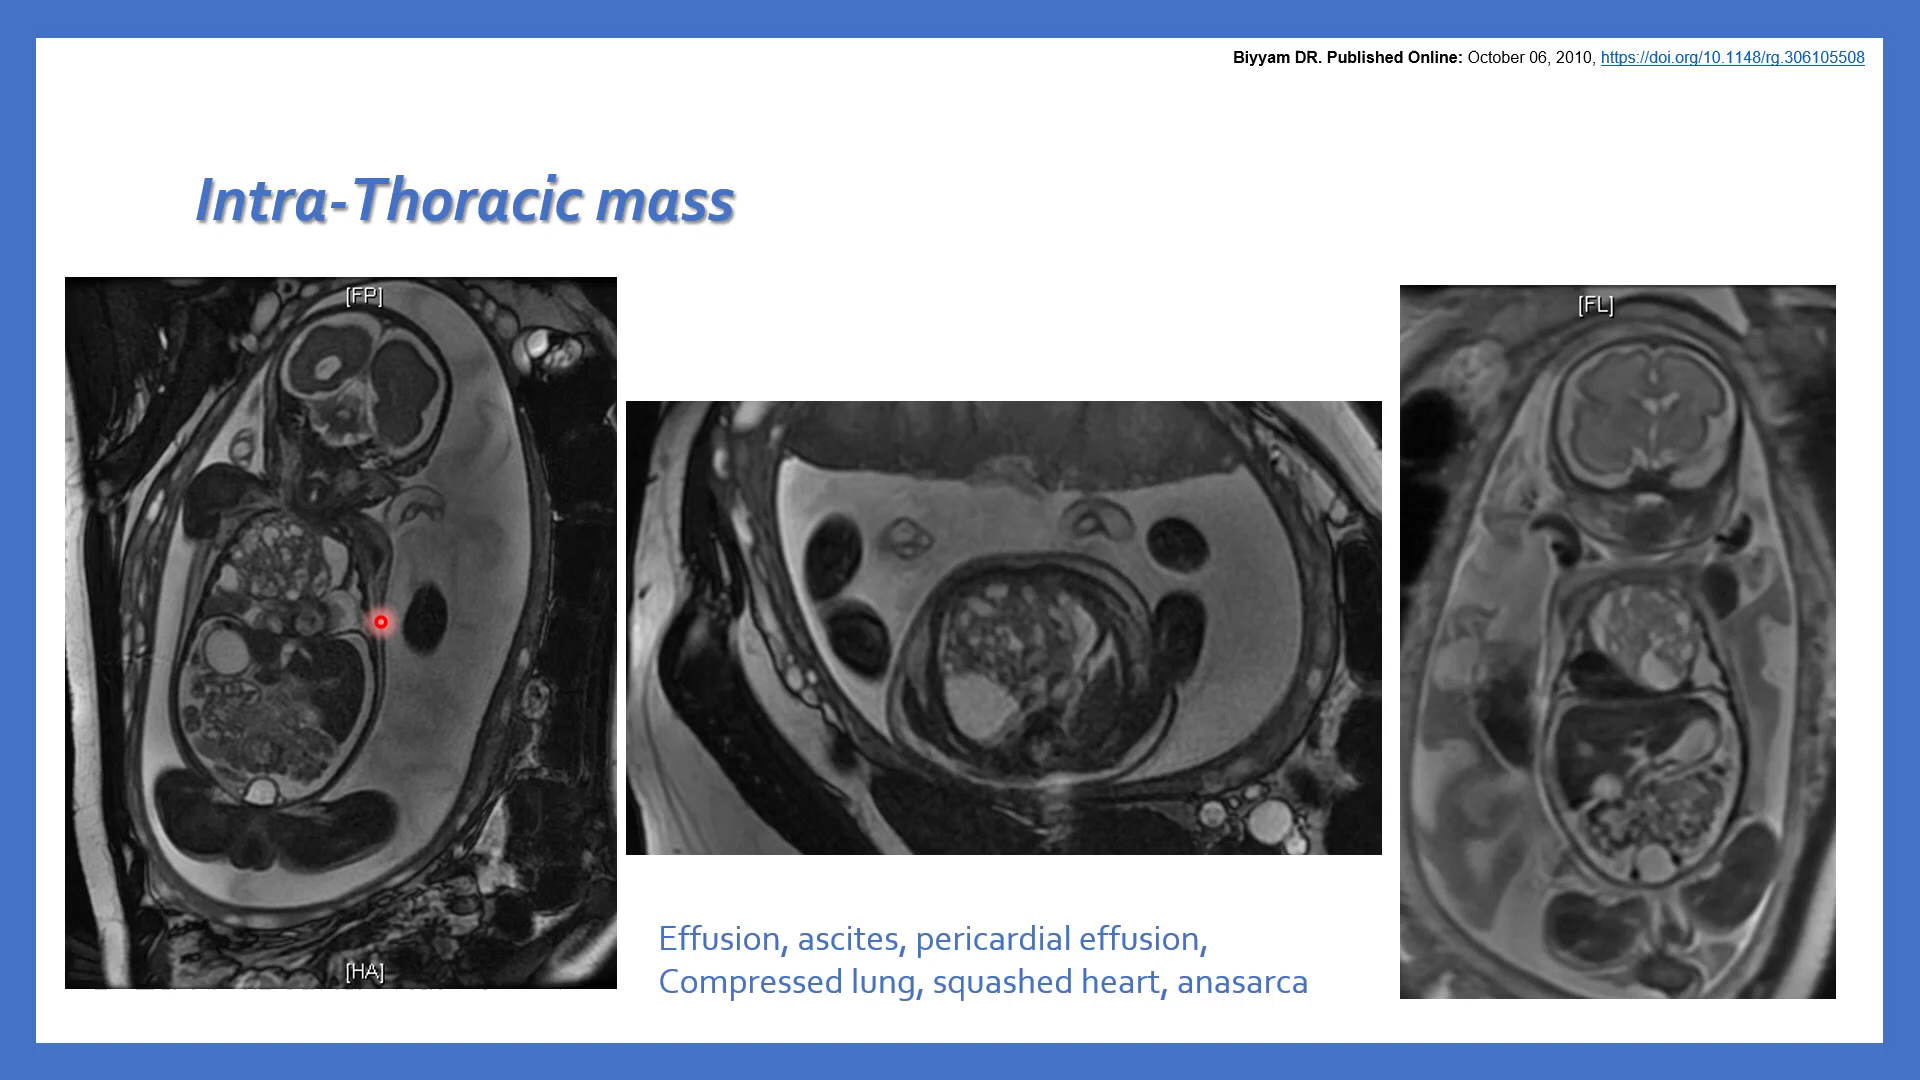 Biyyam DR. Published Online: October 06, 2010, https://doi.org/10.1148/rg.306105508
Intra-Thoracic mass
[FP]
[FL]
[HA]
Effusion, ascites, pericardial effusion,
Compressed lung, squashed heart, anasarca